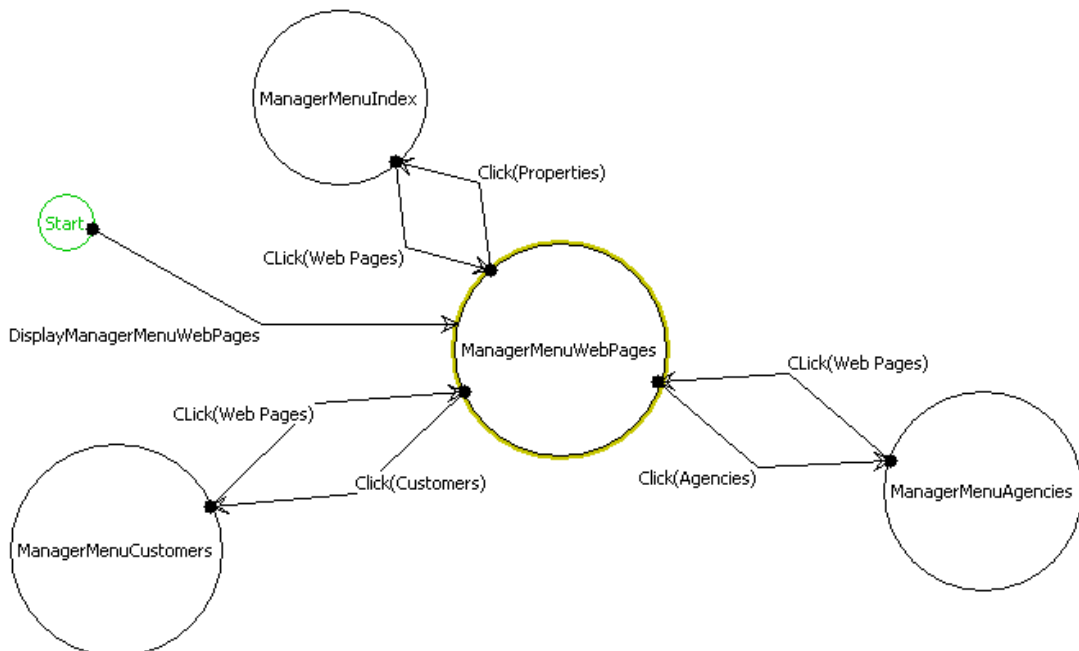 ManagerMenuIndex
Click(Properties)
Start
CLick(Web Pages)
DisplayManagerMenuWebPages
ManagerMenuWebPages
CLick(Web Pages)
CLick(Web Pages)
Click(Customers)
Click(Agencies)
ManagerMenuAgencies
ManagerMenuCustomers